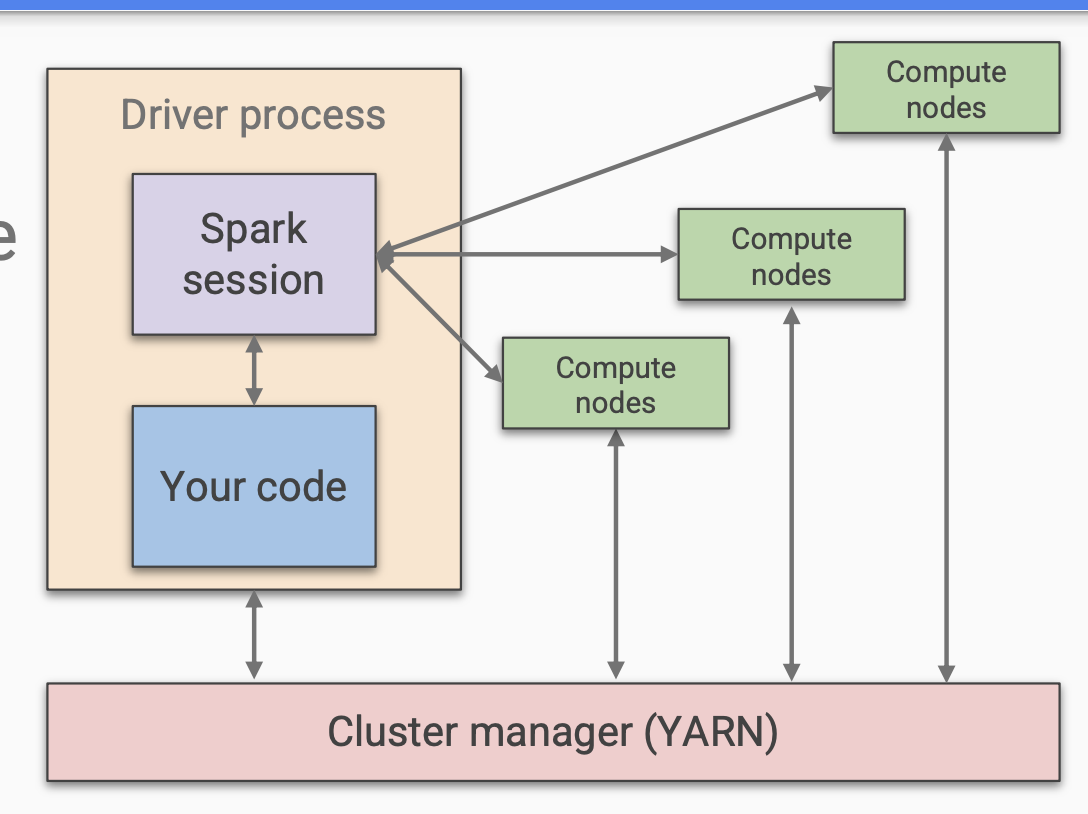 Driver process
Spark
session
Your code
Compute
nodes
Compute
nodes
Compute
nodes
Cluster manager (YARN)
e